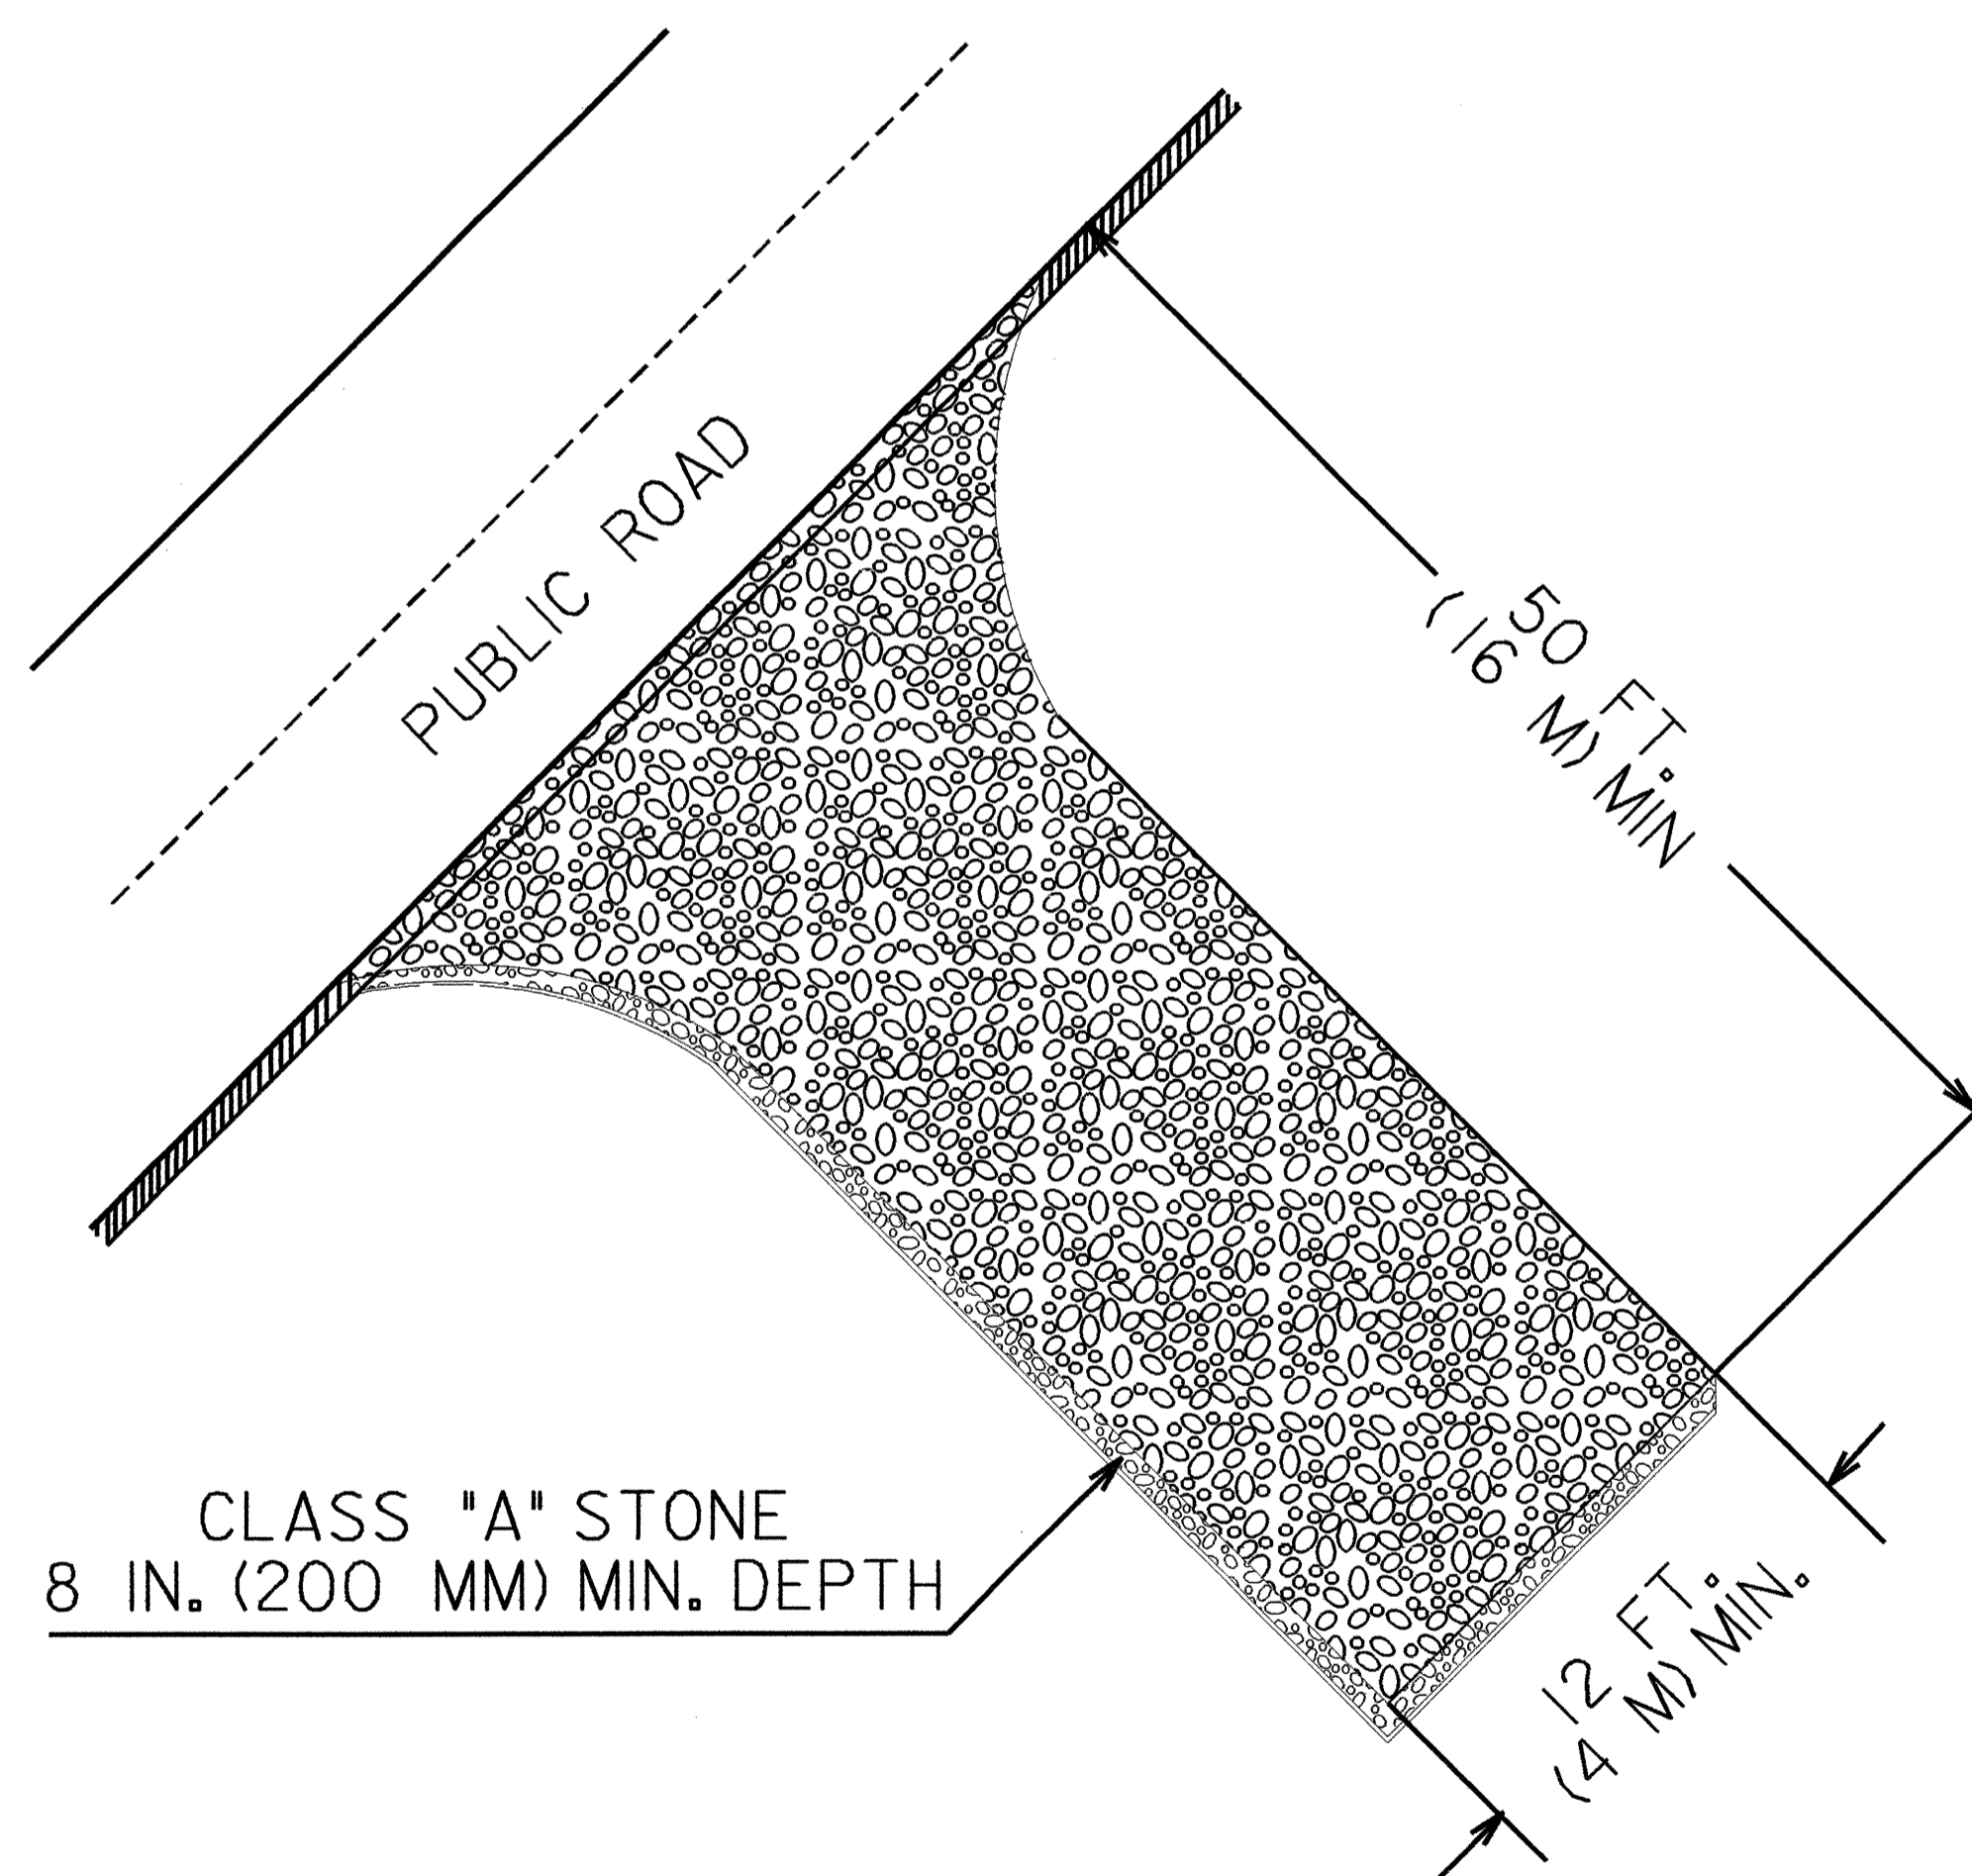 PUBLIC ROAD
50 FT.
(16 M) MIN
CLASS "A" STONE
8 IN. (200 MM) MIN. DEPTH
12 FT.
(4 M) MIN.